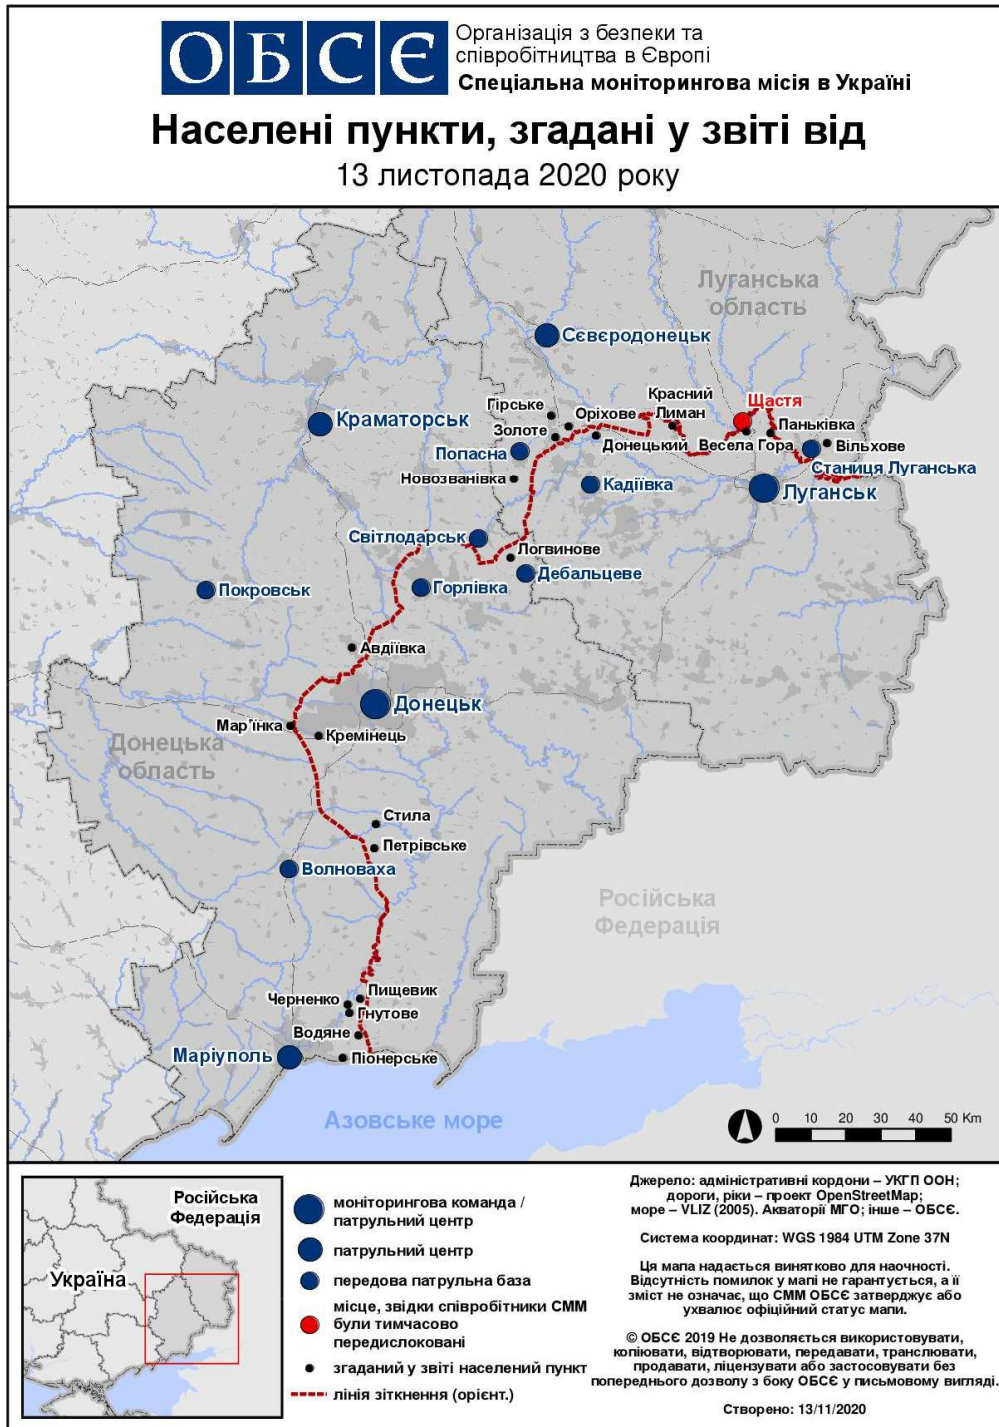 ОБСЄ
Організація з безпеки та
співробітництва в Європі
Спеціальна моніторингова місія в Україні
Населені пункти, згадані у звіті від
13 листопада 2020 року
Луганська
область
Сєвєродонецьк
Краматорськ
Гірське
Золоте
Оріхове
Красний
Лиман
Щастя
Паньківка
Донецький
Весела Гора
Вільхове
Попасна
Станиця Луганська
Новозванівка
Кадіївка
Луганськ
Світлодарськ
Логвинове
Дебальцеве
Горлівка
Покровськ
Авдіївка
Донецьк
Мар'їнка
Кремінець
Донецька
область
Стила
Петрівське
Волноваха
Російська
Федерація
Пищевик
Черненко
Гнутове
Водяне
Піонерське
Маріуполь
Азовське море
0 10 20 30 40 50 Km
Російська
Федерація
Україна
моніторингова команда /
патрульний центр
патрульний центр
передова патрульна база
місце, звідки співробітники СММ
були тимчасово
передислоковані
згаданий у звіті населений пункт
лінія зіткнення (орієнт.)
Джерело: адміністративні кордони – УКГП ООН;
дороги, ріки – проект OpenStreetMap;
море – VLIZ (2005). Акваторії МГО; інше – ОБСЄ.
Система координат: WGS 1984 UTM Zone 37N
Ця мапа надається винятково для наочності.
Відсутність помилок у мапі не гарантується, а її
зміст не означає, що СММ ОБСЄ затверджує або
ухвалює офіційний статус мапи.
© ОБСЄ 2019 Не дозволяється використовувати,
копіювати, відтворювати, передавати, транслювати,
продавати, ліцензувати або застосовувати без
попереднього дозволу з боку ОБСЄ у письмовому вигляді.
Створено: 13/11/2020